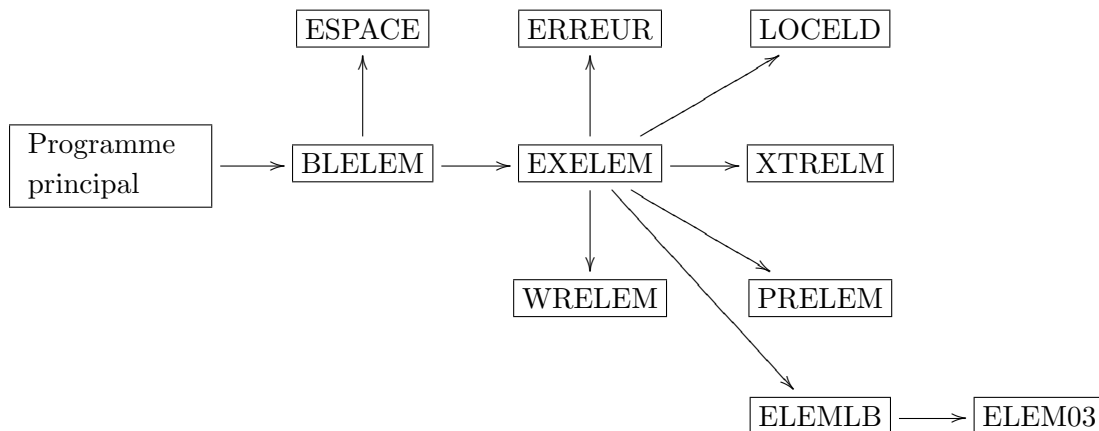 ESPACE
ERREUR
LOCELD
Programme
principal
BLELEM
EXELEM
XTRELM
WRELEM
PRELEM
ELEMLB
ELEM03